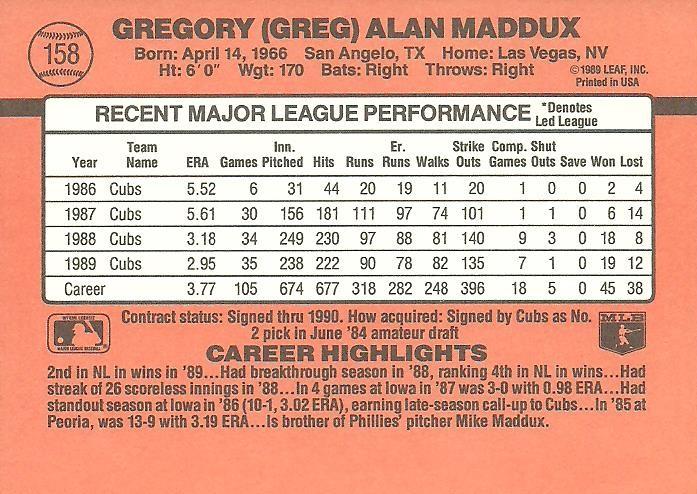 158
GREGORY (GREG) ALAN MADDUX
Born: April 14, 1966 San Angelo, TX Home: Las Vegas, NV
Ht: 6'0" Wgt: 170 Bats: Right Throws: Right
©1989 LEAF, INC.
Printed in USA
RECENT MAJOR LEAGUE PERFORMANCE *Denotes Led League
Year Team Name ERA Games Inn. Pitched Hits Runs Er. Runs Walks Strike Outs Comp. Games Shut Outs Save Won Lost
1986 Cubs 5.52 6 31 44 20 19 11 20 1 0 0 2 4
1987 Cubs 5.61 30 156 181 111 97 74 101 1 1 0 6 14
1988 Cubs 3.18 34 249 230 97 88 81 140 9 3 0 18 8
1989 Cubs 2.95 35 238 222 90 78 82 135 7 1 0 19 12
Career 3.77 105 674 677 318 282 248 396 18 5 0 45 38
Contract status: Signed thru 1990. How acquired: Signed by Cubs as No.
2 pick in June '84 amateur draft
MLB
CAREER HIGHLIGHTS
2nd in NL in wins in '89...Had breakthrough season in '88, ranking 4th in NL in wins...Had
streak of 26 scoreless innings in '88...In 4 games at Iowa in '87 was 3-0 with 0.98 ERA...Had
standout season at Iowa in '86 (10-1, 3.02 ERA), earning late-season call-up to Cubs...In '85 at
Peoria, was 13-9 with 3.19 ERA...Is brother of Phillies' pitcher Mike Maddux.